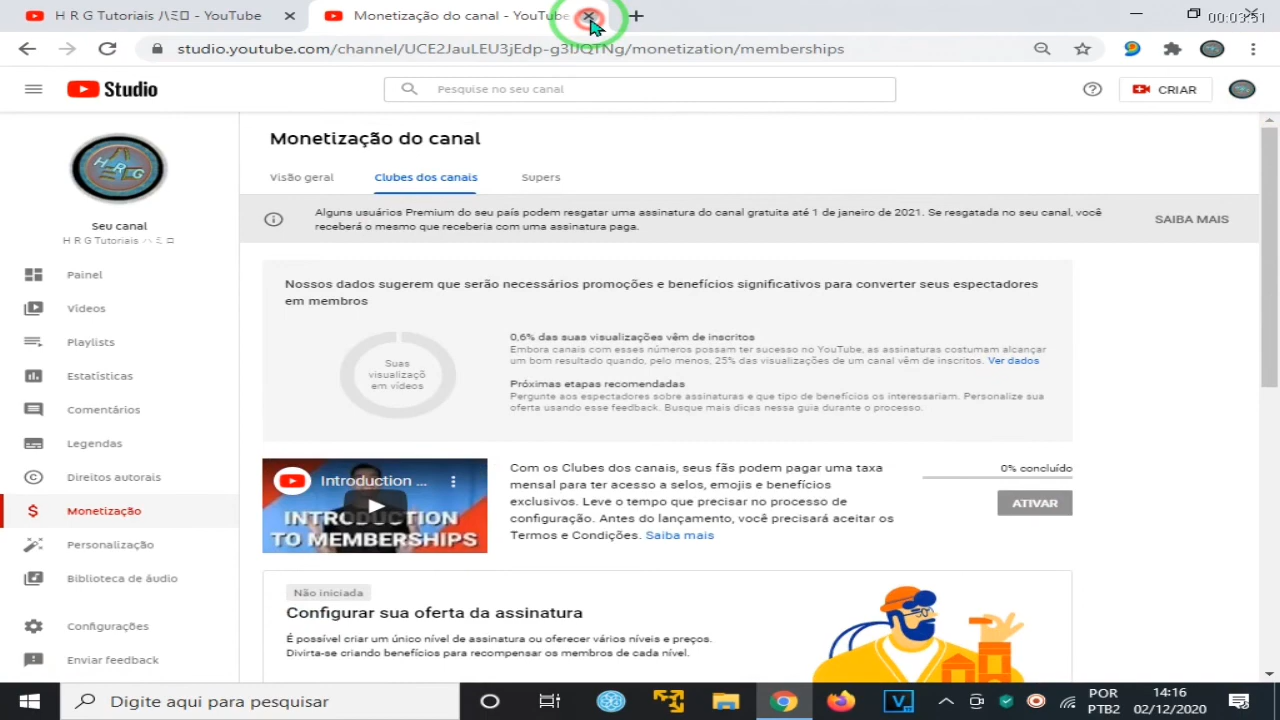 H R G Tutoriais - YouTube
Monetização do canal - YouTube
00:03:51
studio.youtube.com/channel/UCE2JauLEU3jEdp-g3lJQTNg/monetization/memberships
Studio
Pesquise no seu canal
CRIAR
Monetização do canal
Visão geral
Clubes dos canais
Supers
Alguns usuários Premium do seu país podem resgatar uma assinatura do canal gratuita até 1 de janeiro de 2021. Se resgatada no seu canal, você
receberá o mesmo que receberia com uma assinatura paga.
SAIBA MAIS
H R G
Seu canal
H R G Tutoriais
Painel
Vídeos
Playlists
Estatísticas
Comentários
Legendas
Direitos autorais
Monetização
Personalização
Biblioteca de áudio
Configurações
Enviar feedback
Nossos dados sugerem que serão necessários promoções e benefícios significativos para converter seus espectadores
em membros
Suas
visualizaçõ
em vídeos
0,6% das suas visualizações vêm de inscritos
Embora canais com esses números possam ter sucesso no YouTube, as assinaturas costumam alcançar
um bom resultado quando, pelo menos, 25% das visualizações de um canal vêm de inscritos. Ver dados
Próximas etapas recomendadas
Pergunte aos espectadores sobre assinaturas e que tipo de benefícios os interessariam. Personalize sua
oferta usando esse feedback. Busque mais dicas nessa guia durante o processo.
Introduction ...
INTRODUCTION
TO MEMBERSHIPS
Com os Clubes dos canais, seus fãs podem pagar uma taxa
mensal para ter acesso a selos, emojis e benefícios
exclusivos. Leve o tempo que precisar no processo de
configuração. Antes do lançamento, você precisará aceitar os
Termos e Condições. Saiba mais
0% concluído
ATIVAR
Não iniciada
Configurar sua oferta da assinatura
É possível criar um único nível de assinatura ou oferecer vários níveis e preços.
Divirta-se criando benefícios para recompensar os membros de cada nível.
Digite aqui para pesquisar
POR
PTB2
14:16
02/12/2020